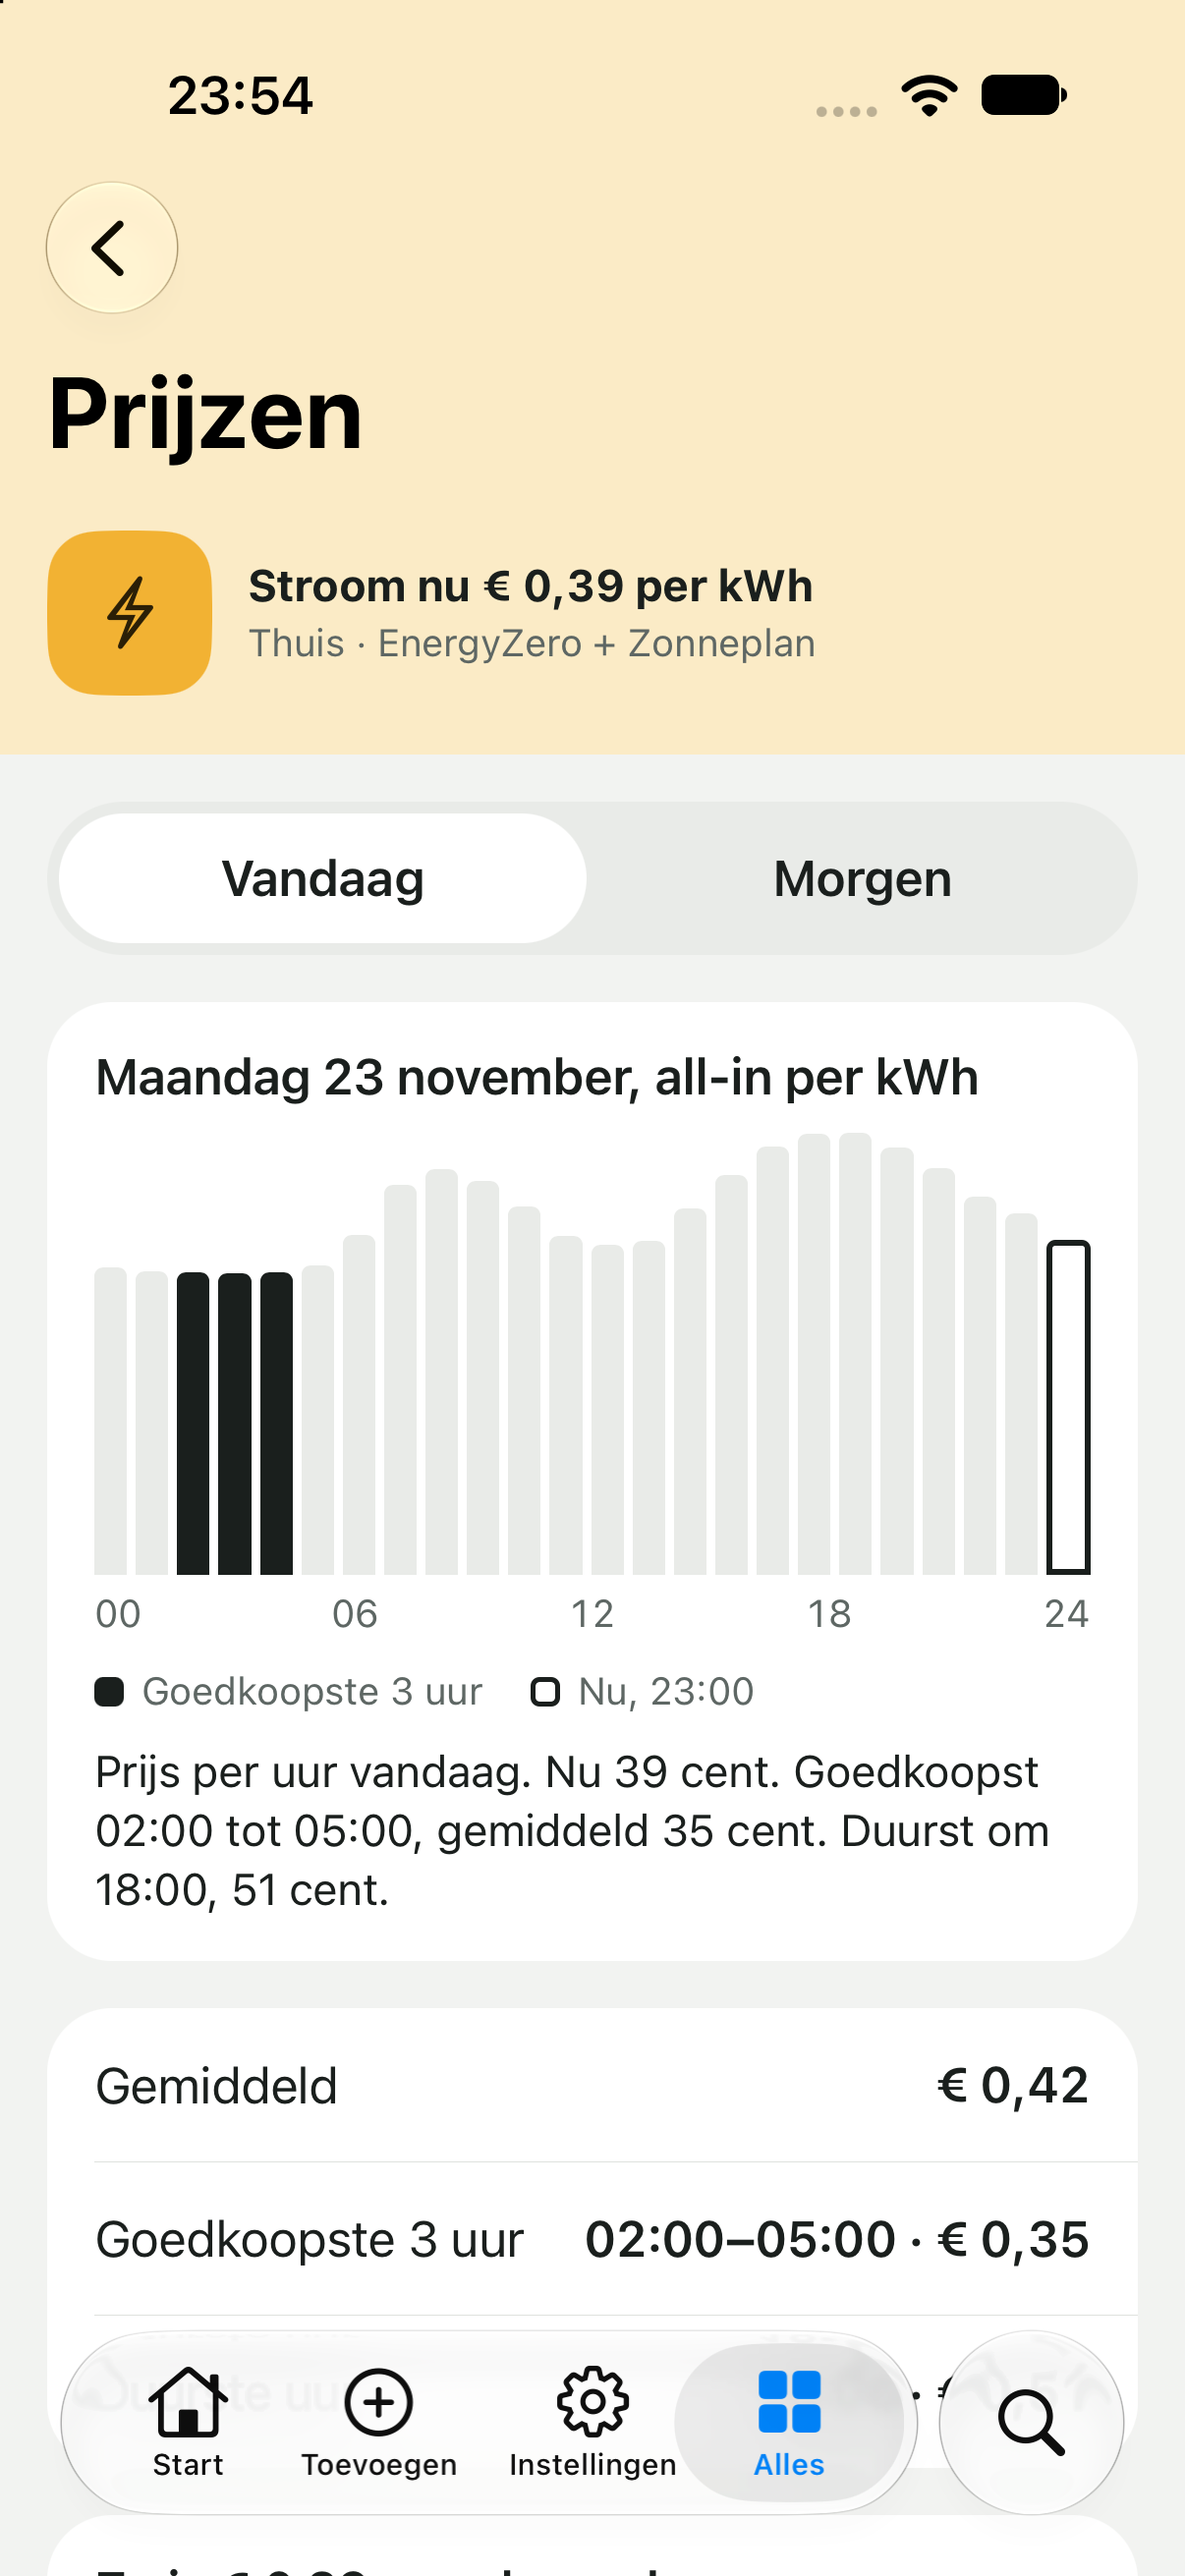 23:54
Prijzen
Stroom nu € 0,39 per kWh
Thuis · EnergyZero + Zonneplan
Vandaag Morgen
Maandag 23 november, all-in per kWh
00 06 12 18 24
Goedkoopste 3 uur Nu, 23:00
Prijs per uur vandaag. Nu 39 cent. Goedkoopst
02:00 tot 05:00, gemiddeld 35 cent. Duurst om
18:00, 51 cent.
Gemiddeld € 0,42
Goedkoopste 3 uur 02:00–05:00 · € 0,35
Start Toevoegen Instellingen Alles